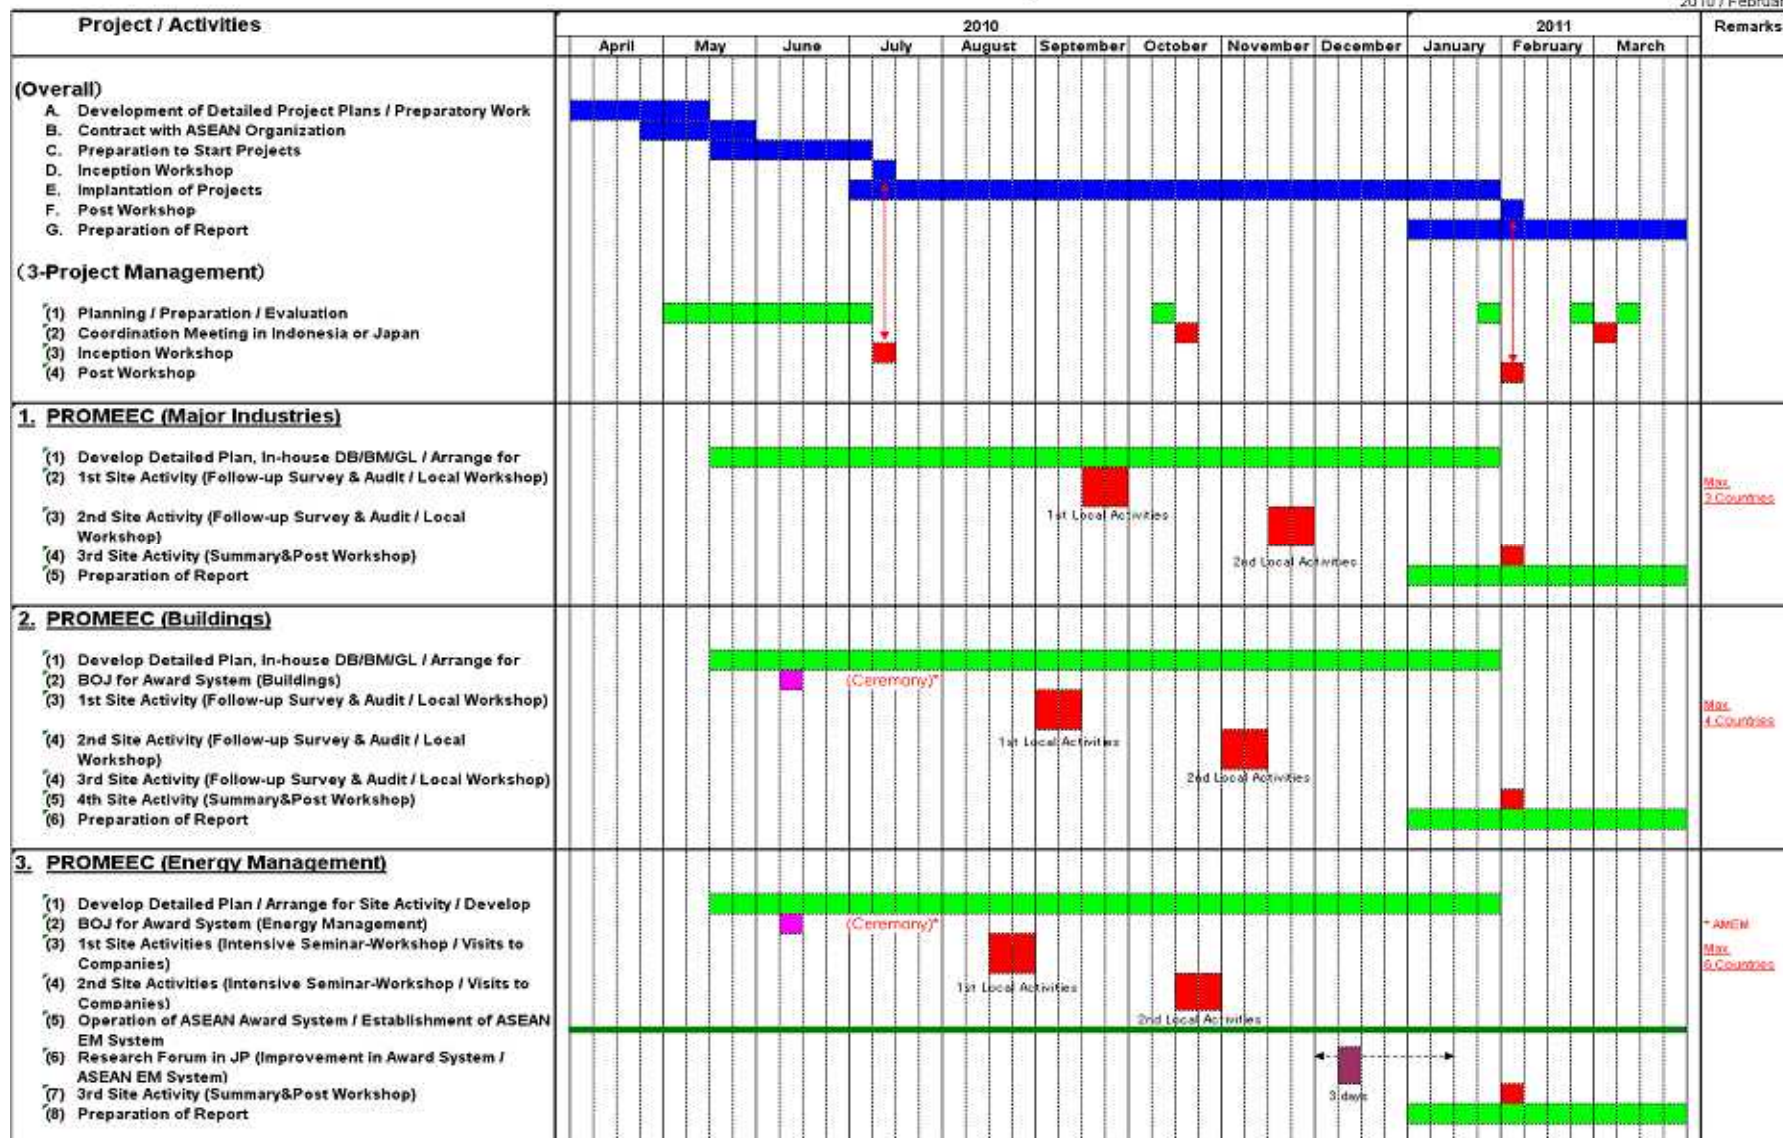 2010 / Februar
Project / Activities 2010 2011 Remarks
April May June July August September October November December January February March
(Overall)
A. Development of Detailed Project Plans / Preparatory Work
B. Contract with ASEAN Organization
C. Preparation to Start Projects
D. Inception Workshop
E. Implantation of Projects
F. Post Workshop
G. Preparation of Report
(3-Project Management)
(1) Planning / Preparation / Evaluation
(2) Coordination Meeting in Indonesia or Japan
(3) Inception Workshop
(4) Post Workshop
1. PROMEEC (Major Industries)
(1) Develop Detailed Plan, In-house DB/BM/GL / Arrange for
(2) 1st Site Activity (Follow-up Survey & Audit / Local Workshop)
Max.
3 Countries
1st Local Activities
(3) 2nd Site Activity (Follow-up Survey & Audit / Local
Workshop)
(4) 3rd Site Activity (Summary&Post Workshop)
2nd Local Activities
(5) Preparation of Report
2. PROMEEC (Buildings)
(1) Develop Detailed Plan, In-house DB/BM/GL / Arrange for
(2) BOJ for Award System (Buildings) (Ceremony)*
(3) 1st Site Activity (Follow-up Survey & Audit / Local Workshop)
Max.
4 Countries
(4) 2nd Site Activity (Follow-up Survey & Audit / Local
Workshop)
1st Local Activities
(4) 3rd Site Activity (Follow-up Survey & Audit / Local Workshop)
2nd Local Activities
(5) 4th Site Activity (Summary&Post Workshop)
(6) Preparation of Report
3. PROMEEC (Energy Management)
(1) Develop Detailed Plan / Arrange for Site Activity / Develop
(2) BOJ for Award System (Energy Management) (Ceremony)* * AMEM
(3) 1st Site Activities (Intensive Seminar-Workshop / Visits to
Companies)
Max.
6 Countries
(4) 2nd Site Activities (Intensive Seminar-Workshop / Visits to
Companies)
1st Local Activities
(5) Operation of ASEAN Award System / Establishment of ASEAN
EM System
2nd Local Activities
(6) Research Forum in JP (Improvement in Award System /
ASEAN EM System)
(7) 3rd Site Activity (Summary&Post Workshop)
3 days
(8) Preparation of Report